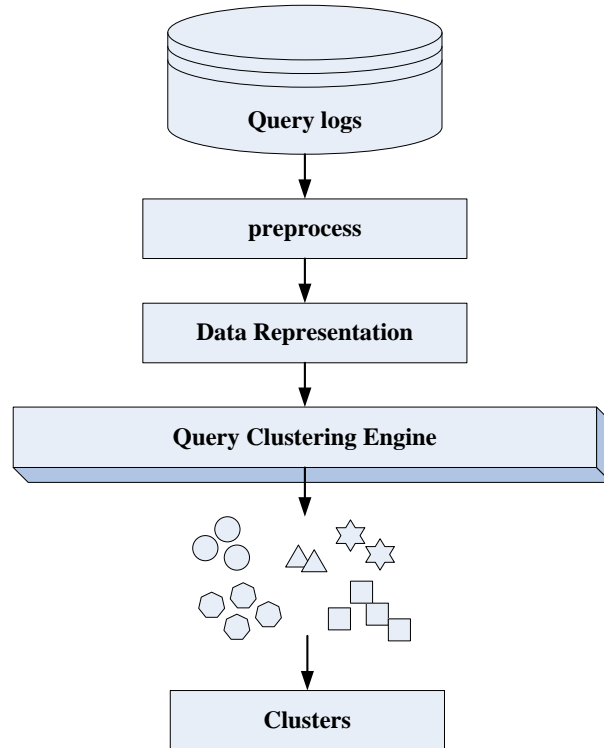 Query logs
preprocess
Data Representation
Query Clustering Engine
Clusters